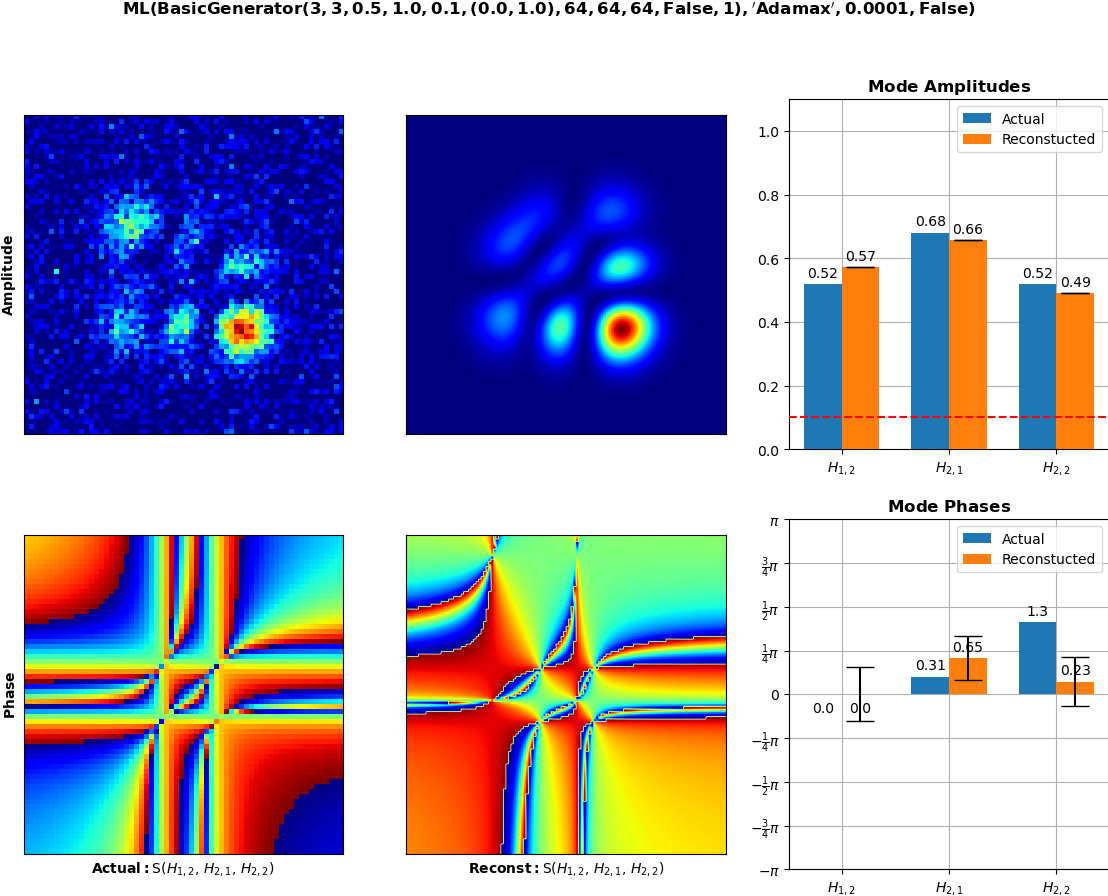 ML(BasicGenerator(3, 3, 0.5, 1.0, 0.1, (0.0, 1.0), 64, 64, 64, False, 1), ′Adamax′, 0.0001, False)
Amplitude
Mode Amplitudes
Actual
Reconstucted
1.0
0.8
0.6
0.4
0.2
0.0
0.52
0.57
0.68
0.66
0.52
0.49
H1,2
H2,1
H2,2
Phase
Actual: S(H1,2, H2,1, H2,2)
Reconst: S(H1,2, H2,1, H2,2)
Mode Phases
Actual
Reconstucted
π
3/4π
1/2π
1/4π
0
−1/4π
−1/2π
−3/4π
−π
0.0
0.0
0.31
0.65
1.3
0.23
H1,2
H2,1
H2,2